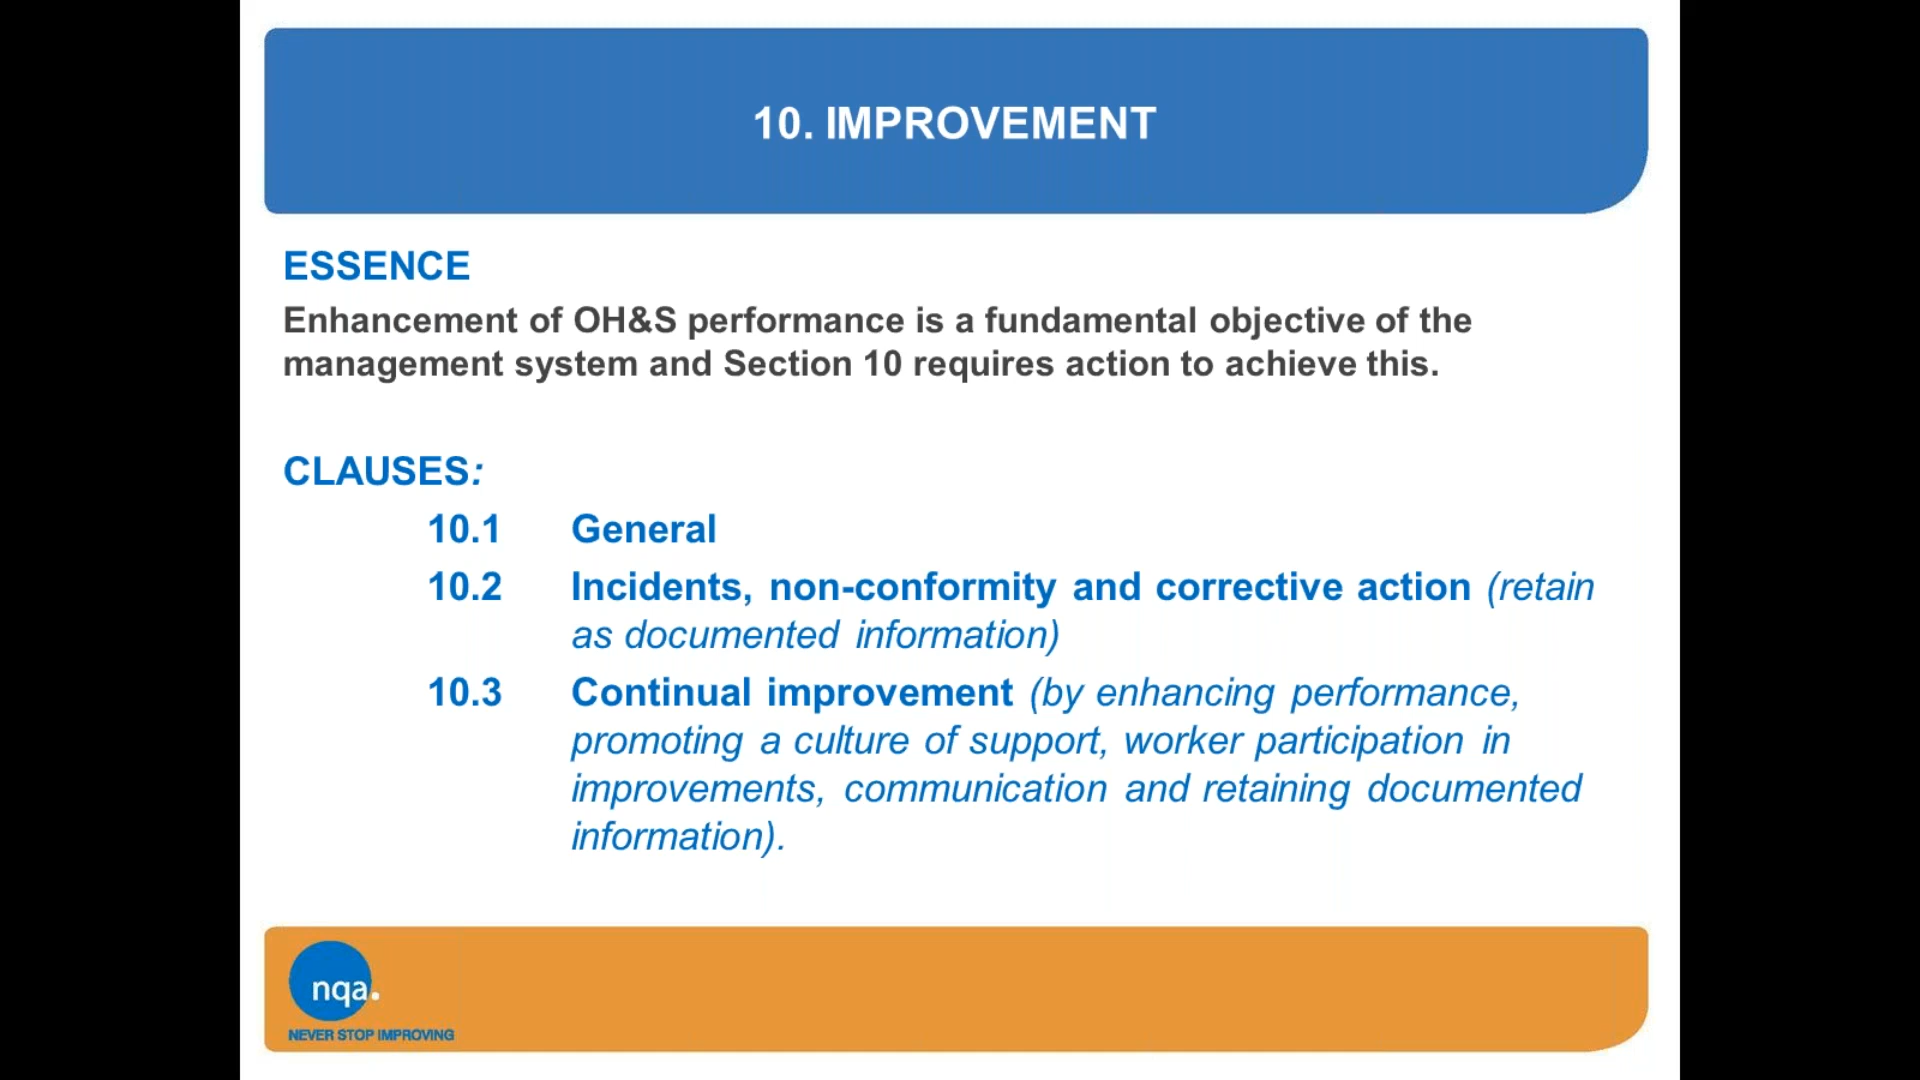 10. IMPROVEMENT
ESSENCE
Enhancement of OH&S performance is a fundamental objective of the
management system and Section 10 requires action to achieve this.
CLAUSES:
10.1 General
10.2 Incidents, non-conformity and corrective action (retain
as documented information)
10.3 Continual improvement (by enhancing performance,
promoting a culture of support, worker participation in
improvements, communication and retaining documented
information).
nqa.
NEVER STOP IMPROVING